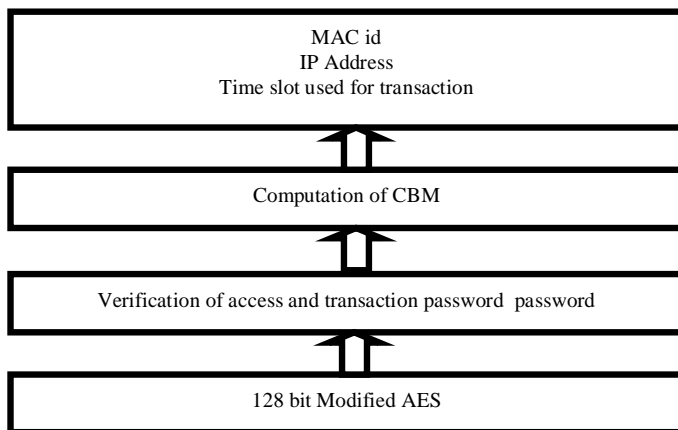 MAC id
IP Address
Time slot used for transaction
Computation of CBM
Verification of access and transaction password  password
128 bit Modified AES